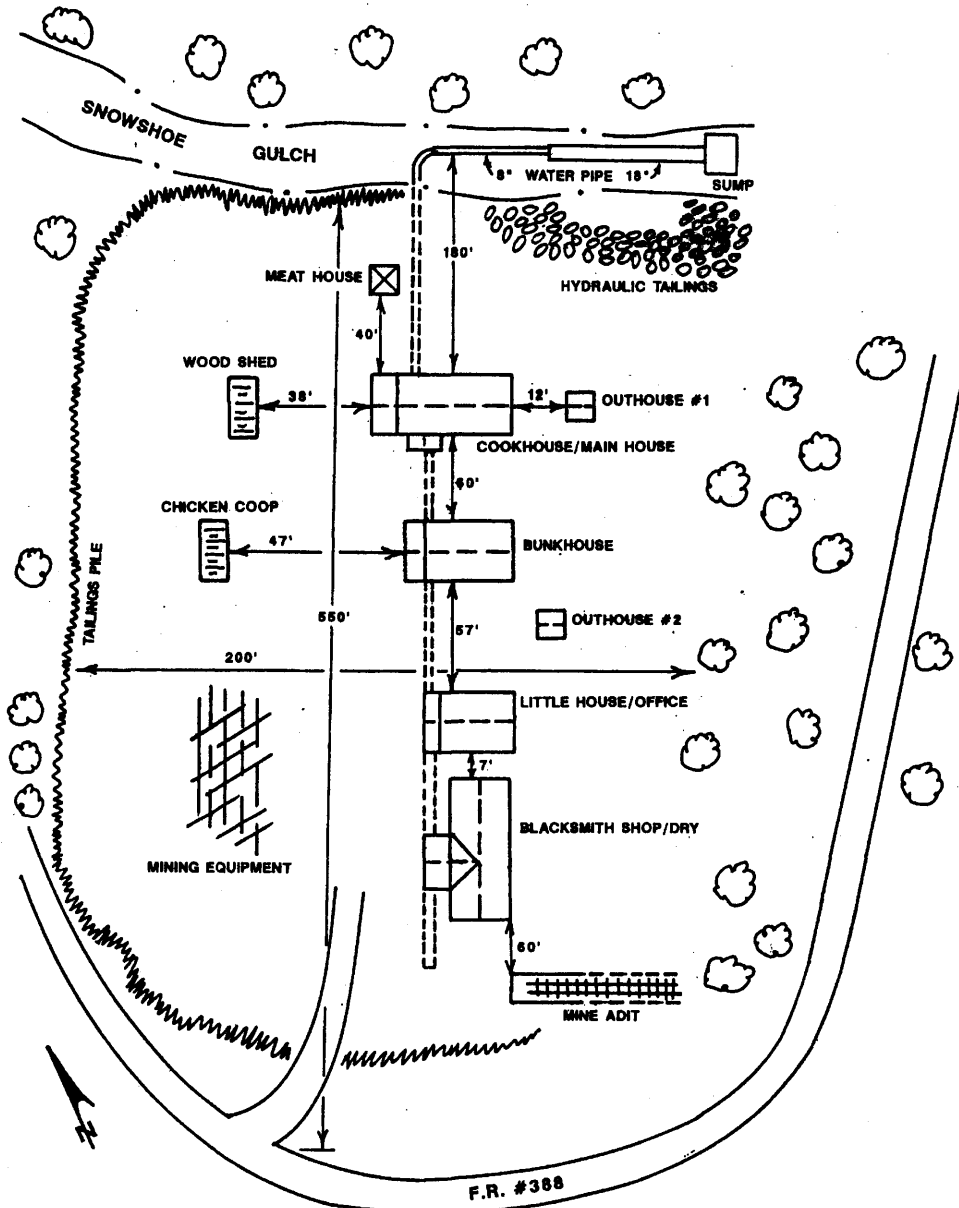 SNOWSHOE
GULCH
8" WATER PIPE 18"
SUMP
HYDRAULIC TAILINGS
180'
MEAT HOUSE
40'
WOOD SHED
38'
12'
OUTHOUSE #1
COOKHOUSE/MAIN HOUSE
60'
CHICKEN COOP
47'
BUNKHOUSE
TAILINGS PILE
550'
57'
OUTHOUSE #2
200'
LITTLE HOUSE/OFFICE
7'
BLACKSMITH SHOP/DRY
MINING EQUIPMENT
60'
MINE ADIT
N
F.R. #388